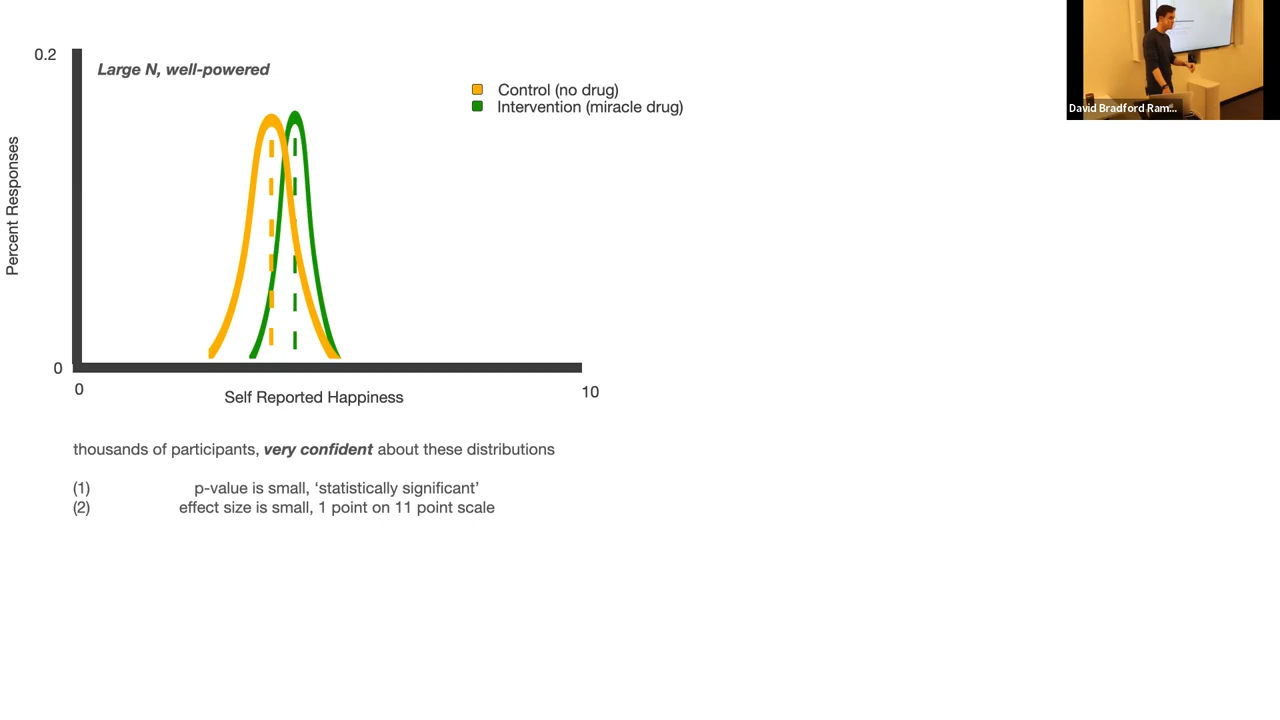 0.2
Large N, well-powered
Control (no drug)
Intervention (miracle drug)
David Bradford Ram...
Percent Responses
0
0
10
Self Reported Happiness
thousands of participants, very confident about these distributions
(1) p-value is small, ‘statistically significant’
(2) effect size is small, 1 point on 11 point scale